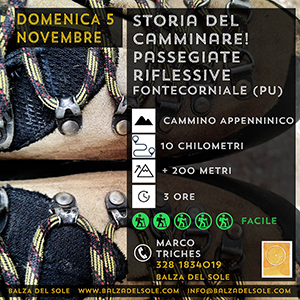 DOMENICA 5
NOVEMBRE
STORIA DEL
CAMMINARE!
PASSEGIATE
RIFLESSIVE
FONTECORNIALE (PU)
CAMMINO APPENNINICO
10 CHILOMETRI
+ 200 METRI
3 ORE
FACILE
MARCO
TRICHES
328 1834019
BALZA DEL SOLE
BALZA DEL SOLE - WWW.BALZADELSOLE.COM - INFO@BALZADELSOLE.COM